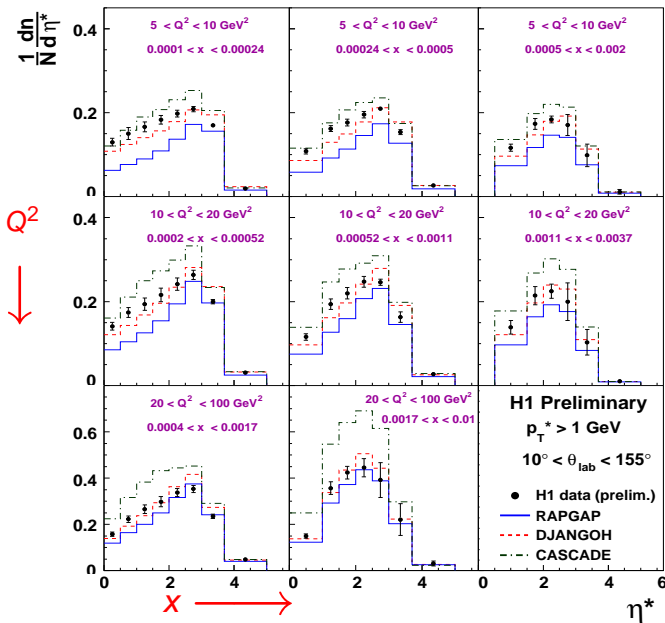 1/N dn/dη*
5 < Q² < 10 GeV²
0.0001 < x < 0.00024
5 < Q² < 10 GeV²
0.00024 < x < 0.0005
5 < Q² < 10 GeV²
0.0005 < x < 0.002
0.4
0.2
0
Q²
10 < Q² < 20 GeV²
0.0002 < x < 0.00052
10 < Q² < 20 GeV²
0.00052 < x < 0.0011
10 < Q² < 20 GeV²
0.0011 < x < 0.0037
0.4
0.2
0
20 < Q² < 100 GeV²
0.0004 < x < 0.0017
20 < Q² < 100 GeV²
0.0017 < x < 0.01
0.6
0.4
0.2
0
H1 Preliminary
p_T* > 1 GeV
10° < θ_lab < 155°
H1 data (prelim.)
RAPGAP
DJANGOH
CASCADE
0 2 4 0 2 4 0 2 4 6
x
η*